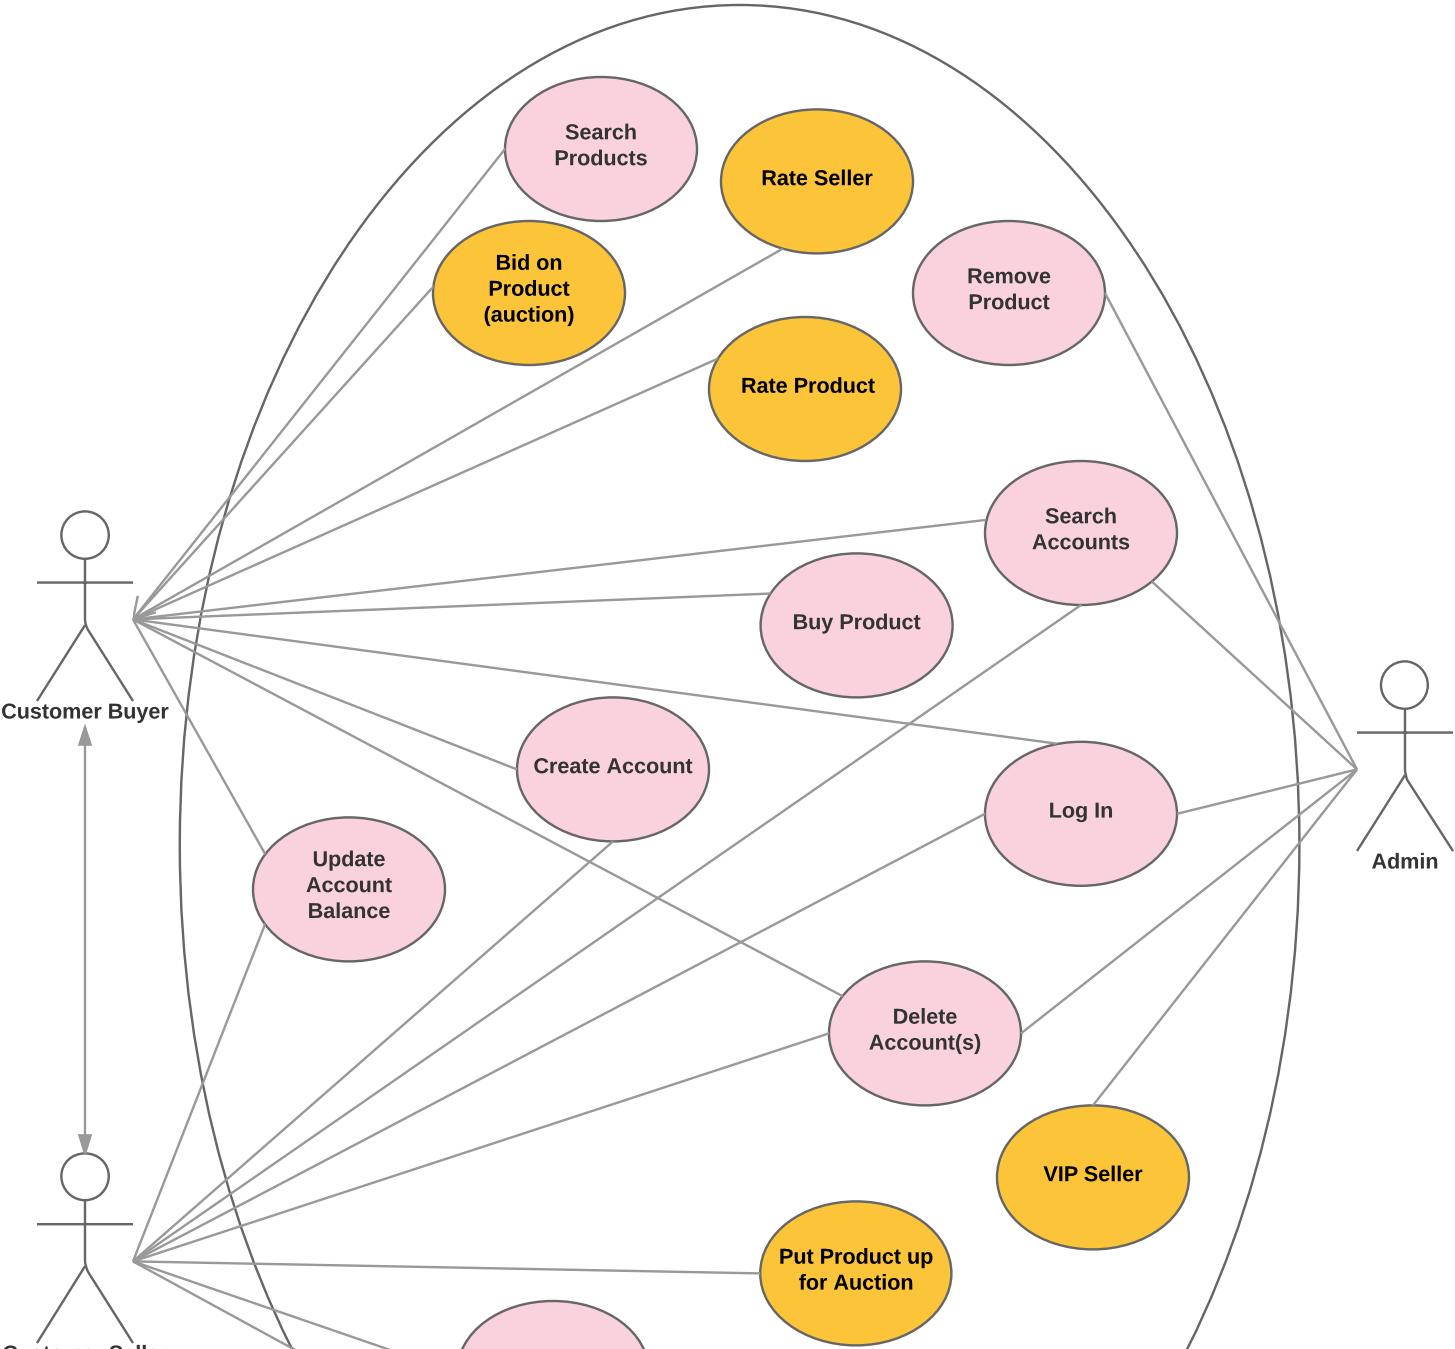 Search
Products
Rate Seller
Bid on
Product
(auction)
Remove
Product
Rate Product
Search
Accounts
Buy Product
Customer Buyer
Create Account
Log In
Update
Account
Balance
Admin
Delete
Account(s)
VIP Seller
Put Product up
for Auction